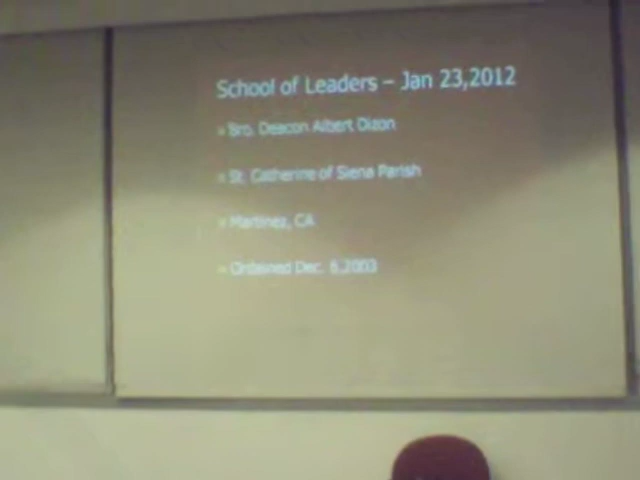 School of Leaders – Jan 23,2012
» Bro. Deacon Albert Dizon
» St. Catherine of Siena Parish
» Martinez, CA
» Ordained Dec. 6,2003